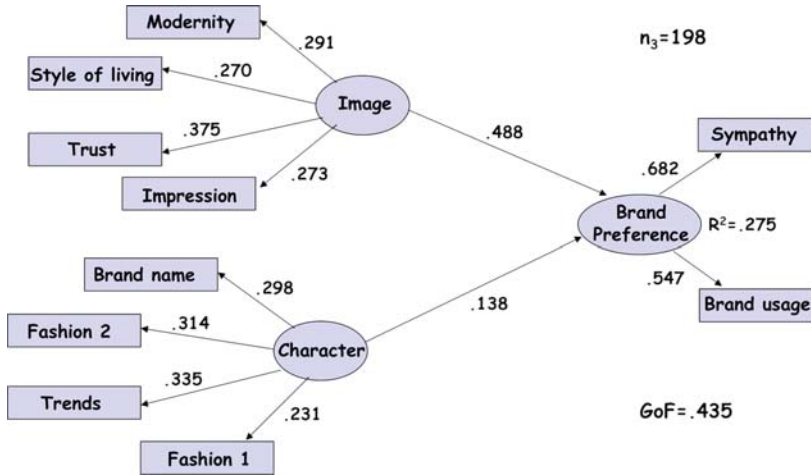 Modernity
n₃=198
.291
Style of living
.270
Image
.375
.488
Sympathy
Trust
.273
.682
Impression
Brand
Preference
R²=.275
Brand name
.298
.547
Brand usage
Fashion 2
.314
.138
Character
.335
Trends
.231
GoF=.435
Fashion 1